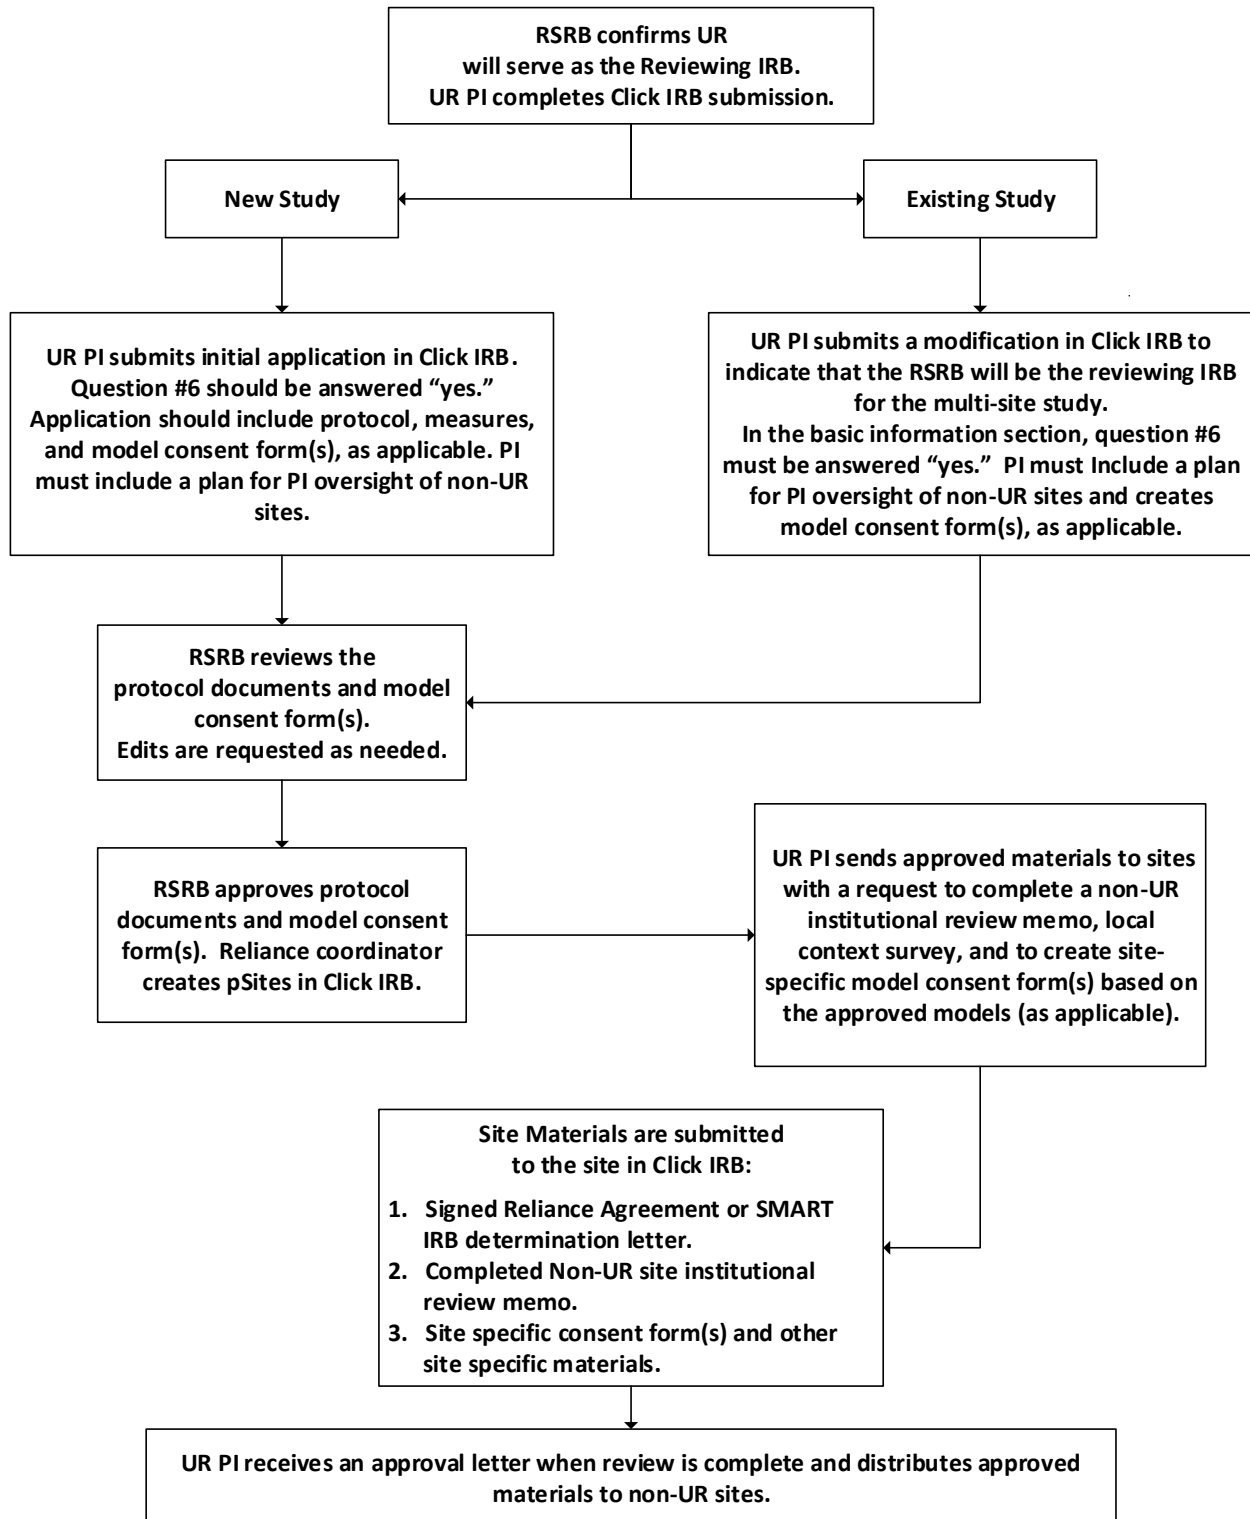 RSRB confirms UR
will serve as the Reviewing IRB.
UR PI completes Click IRB submission.
New Study
Existing Study
UR PI submits initial application in Click IRB.
Question #6 should be answered “yes.”
Application should include protocol, measures,
and model consent form(s), as applicable. PI
must include a plan for PI oversight of non-UR
sites.
UR PI submits a modification in Click IRB to
indicate that the RSRB will be the reviewing IRB
for the multi-site study.
In the basic information section, question #6
must be answered “yes.” PI must Include a plan
for PI oversight of non-UR sites and creates
model consent form(s), as applicable.
RSRB reviews the
protocol documents and model
consent form(s).
Edits are requested as needed.
RSRB approves protocol
documents and model consent
form(s). Reliance coordinator
creates pSites in Click IRB.
UR PI sends approved materials to sites
with a request to complete a non-UR
institutional review memo, local
context survey, and to create site-
specific model consent form(s) based on
the approved models (as applicable).
Site Materials are submitted
to the site in Click IRB:
1. Signed Reliance Agreement or SMART
IRB determination letter.
2. Completed Non-UR site institutional
review memo.
3. Site specific consent form(s) and other
site specific materials.
UR PI receives an approval letter when review is complete and distributes approved
materials to non-UR sites.